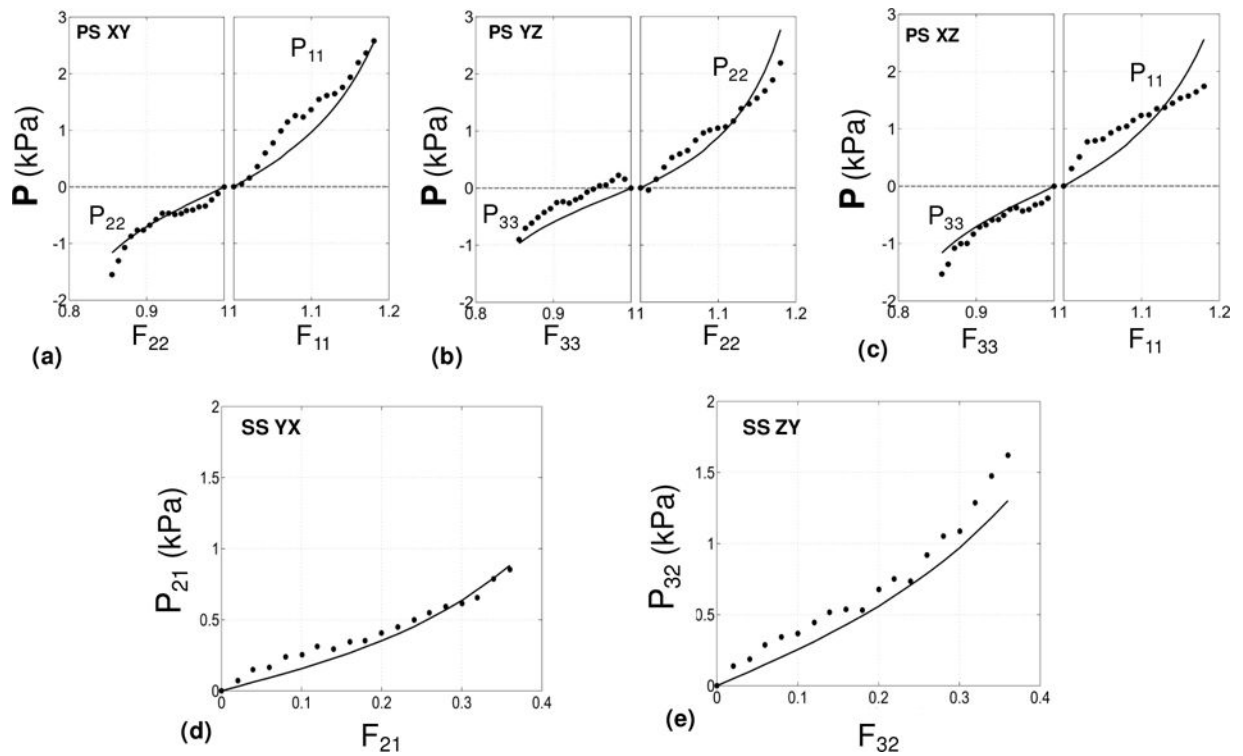 PS XY
P11
P22
P (kPa)
3
2
1
0
-1
-2
0.8 0.9 11 1.1 1.2
F22 F11
(a)
PS YZ
P22
P33
P (kPa)
3
2
1
0
-1
-2
0.8 0.9 11 1.1 1.2
F33 F22
(b)
PS XZ
P11
P33
P (kPa)
3
2
1
0
-1
-2
0.8 0.9 11 1.1 1.2
F33 F11
(c)
SS YX
P21 (kPa)
2
1.5
1
0.5
0
0 0.1 0.2 0.3 0.4
F21
(d)
SS ZY
P32 (kPa)
2
1.5
1
0.5
0
0 0.1 0.2 0.3 0.4
F32
(e)